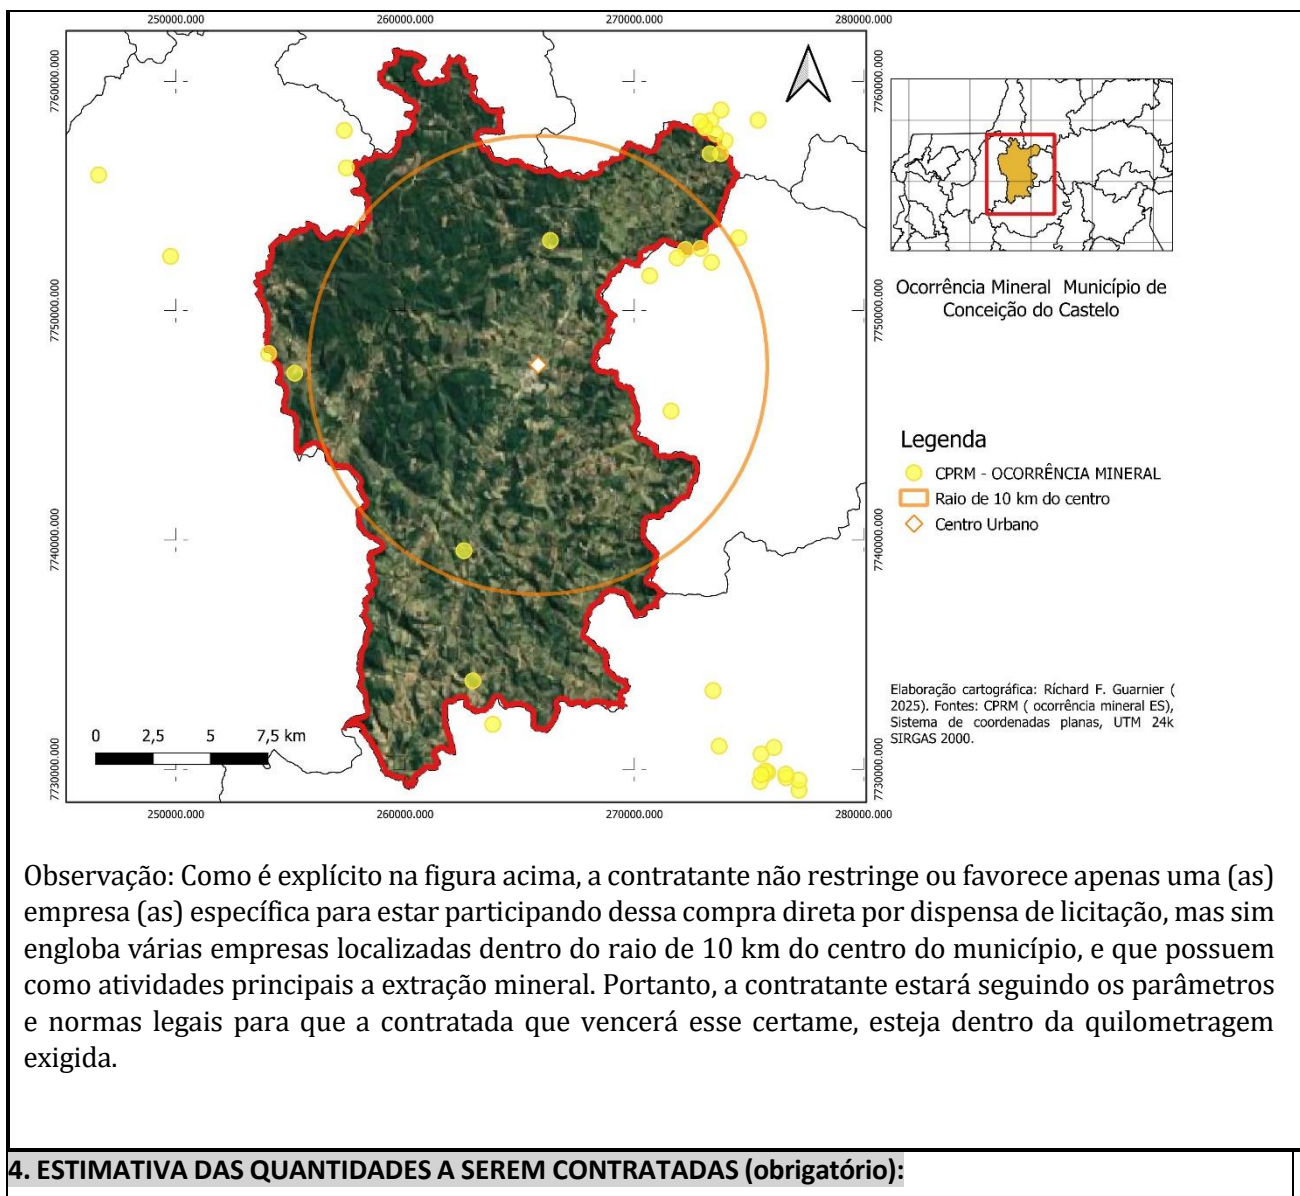 250000.000 260000.000 270000.000 280000.000
7760000.000 7760000.000
7750000.000 7750000.000
7740000.000 7740000.000
7730000.000 7730000.000
0 2,5 5 7,5 km
250000.000 260000.000 270000.000 280000.000
Ocorrência Mineral Município de
Conceição do Castelo
Legenda
CPRM - OCORRÊNCIA MINERAL
Raio de 10 km do centro
Centro Urbano
Elaboração cartográfica: Ríchard F. Guarnier (
2025). Fontes: CPRM ( ocorrência mineral ES),
Sistema de coordenadas planas, UTM 24k
SIRGAS 2000.
Observação: Como é explícito na figura acima, a contratante não restringe ou favorece apenas uma (as)
empresa (as) específica para estar participando dessa compra direta por dispensa de licitação, mas sim
engloba várias empresas localizadas dentro do raio de 10 km do centro do município, e que possuem
como atividades principais a extração mineral. Portanto, a contratante estará seguindo os parâmetros
e normas legais para que a contratada que vencerá esse certame, esteja dentro da quilometragem
exigida.
4. ESTIMATIVA DAS QUANTIDADES A SEREM CONTRATADAS (obrigatório):